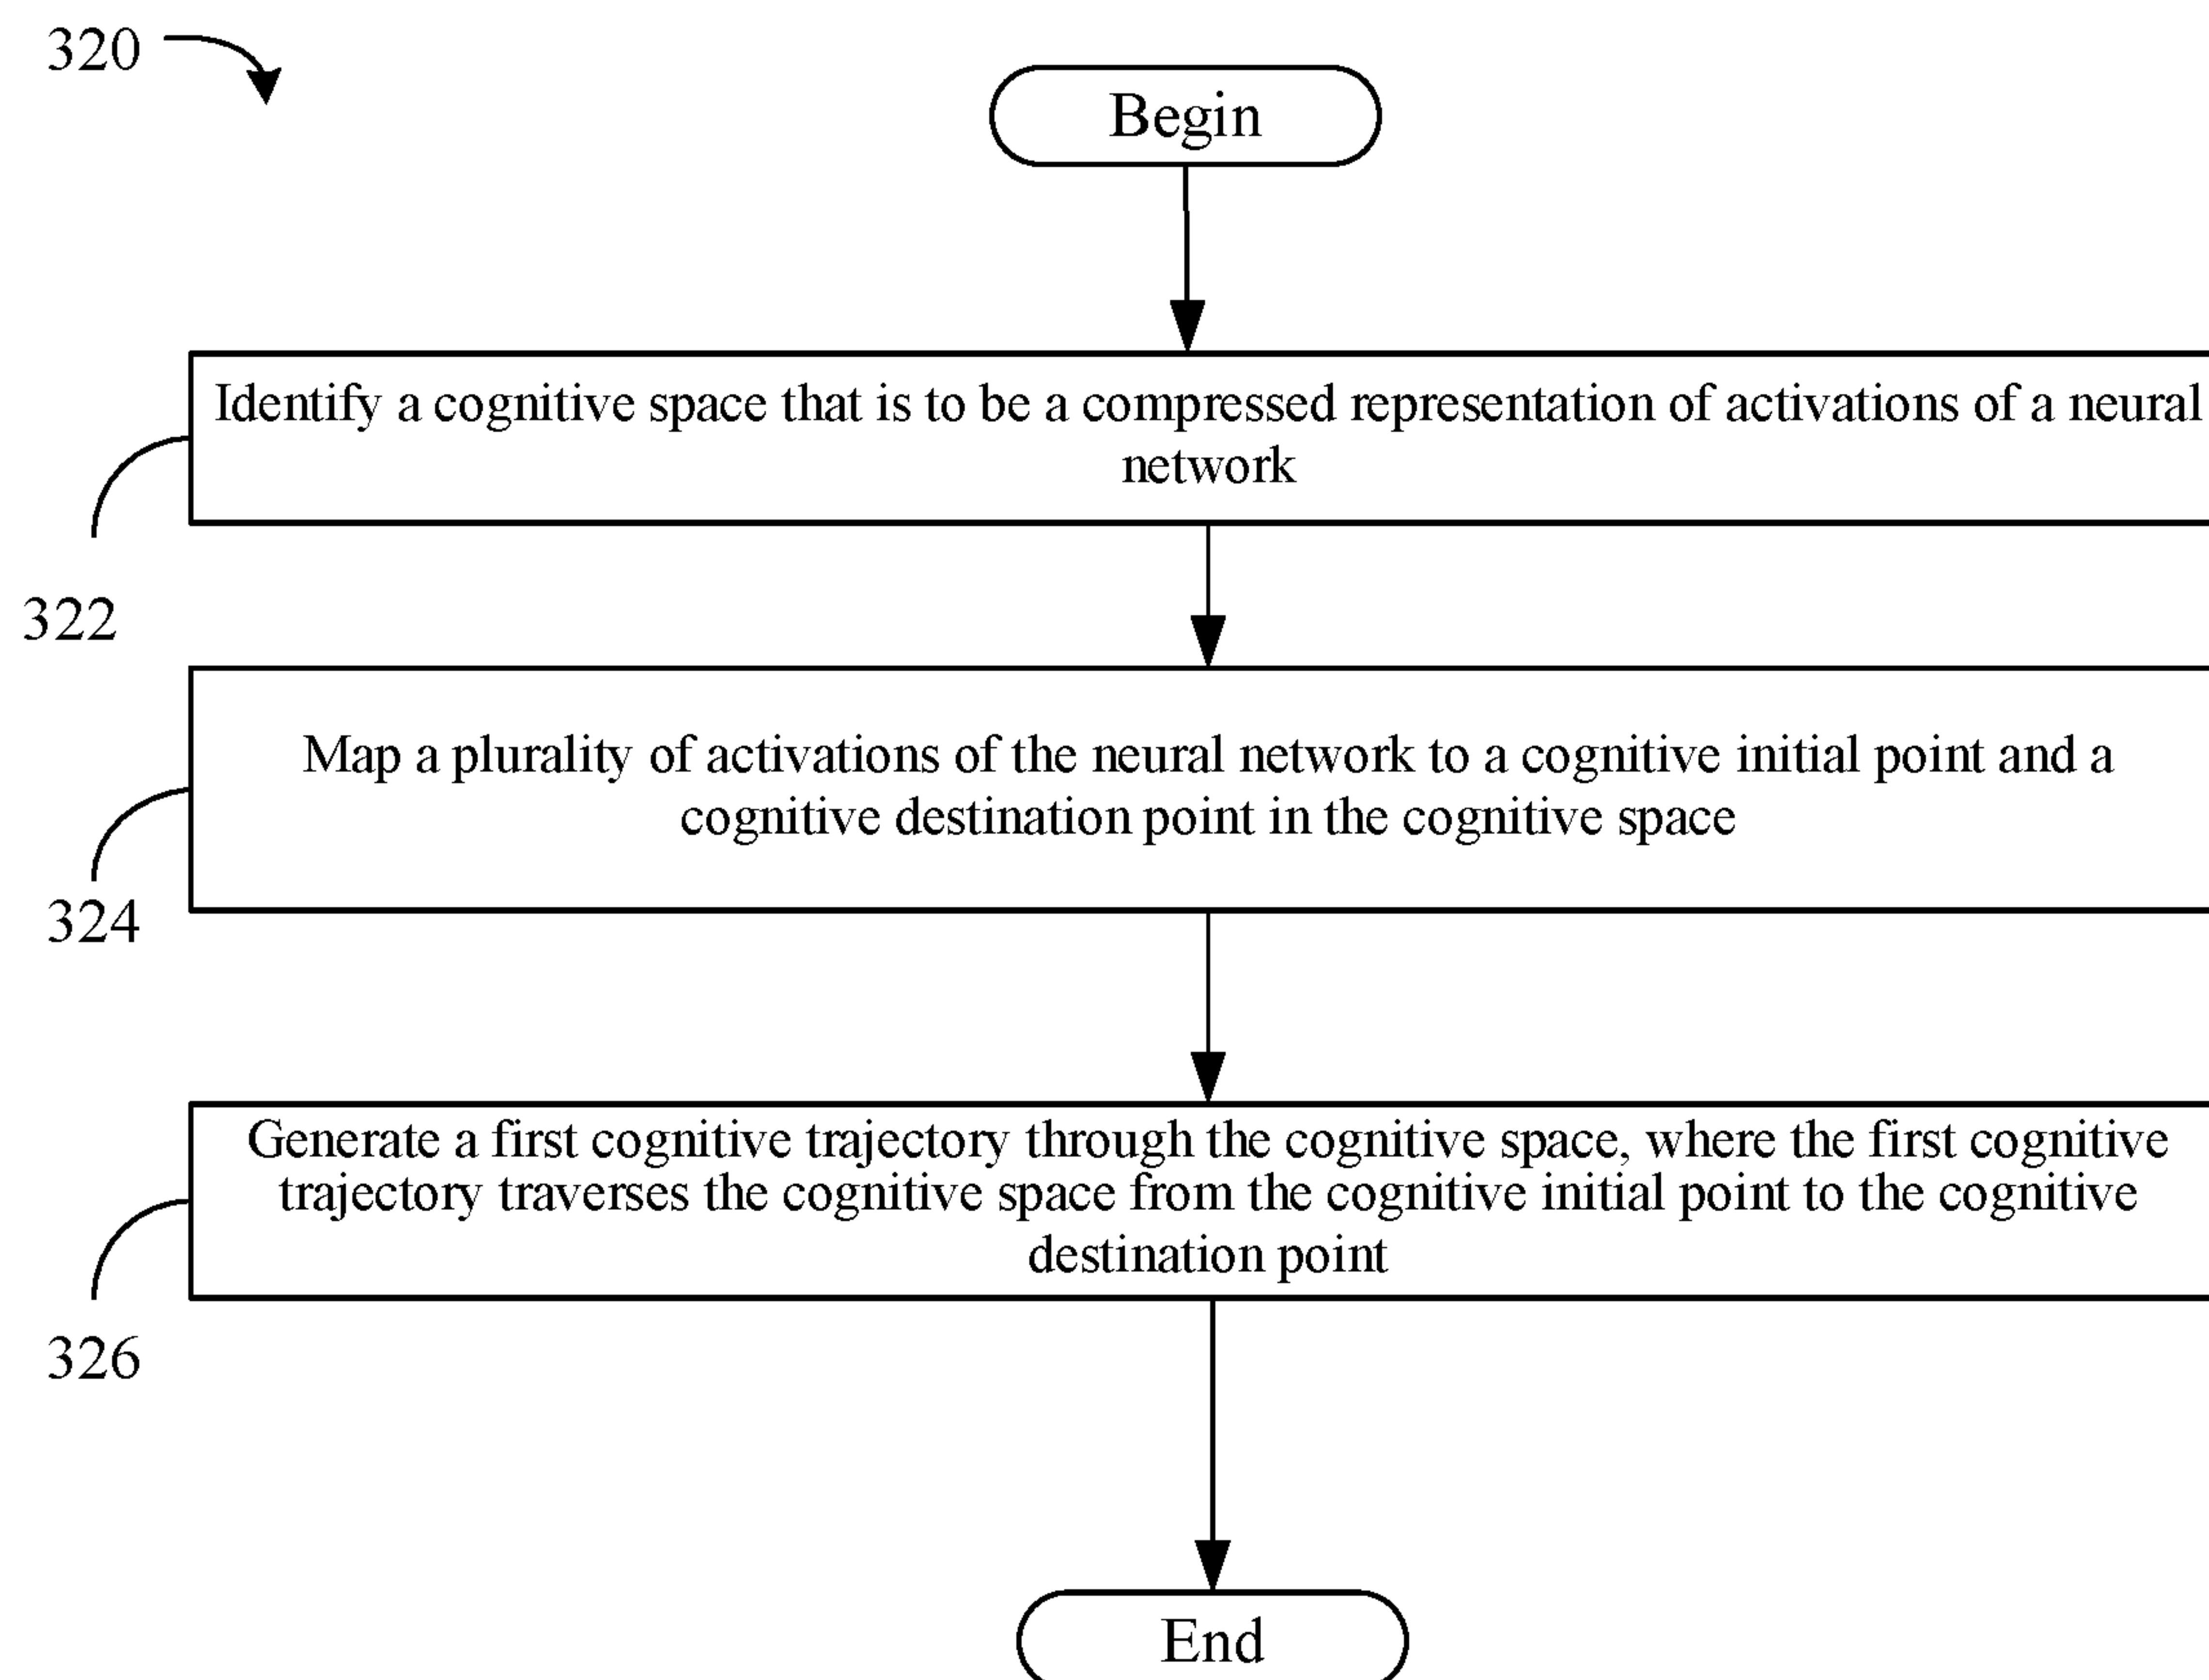 320
Begin
Identify a cognitive space that is to be a compressed representation of activations of a neural
network
322
Map a plurality of activations of the neural network to a cognitive initial point and a
cognitive destination point in the cognitive space
324
Generate a first cognitive trajectory through the cognitive space, where the first cognitive
trajectory traverses the cognitive space from the cognitive initial point to the cognitive
destination point
326
End